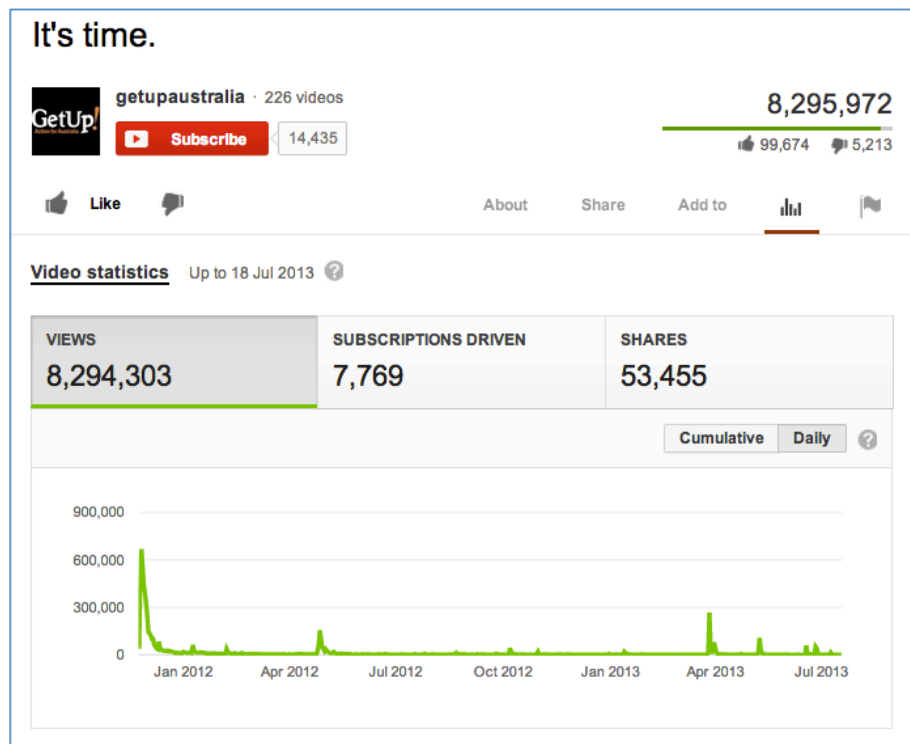 It's time.
getupaustralia · 226 videos
GetUp!
Action for Australia
Subscribe 14,435
8,295,972
99,674 5,213
Like
About Share Add to
Video statistics Up to 18 Jul 2013 ?
VIEWS SUBSCRIPTIONS DRIVEN SHARES
8,294,303 7,769 53,455
Cumulative Daily ?
900,000
600,000
300,000
0
Jan 2012 Apr 2012 Jul 2012 Oct 2012 Jan 2013 Apr 2013 Jul 2013